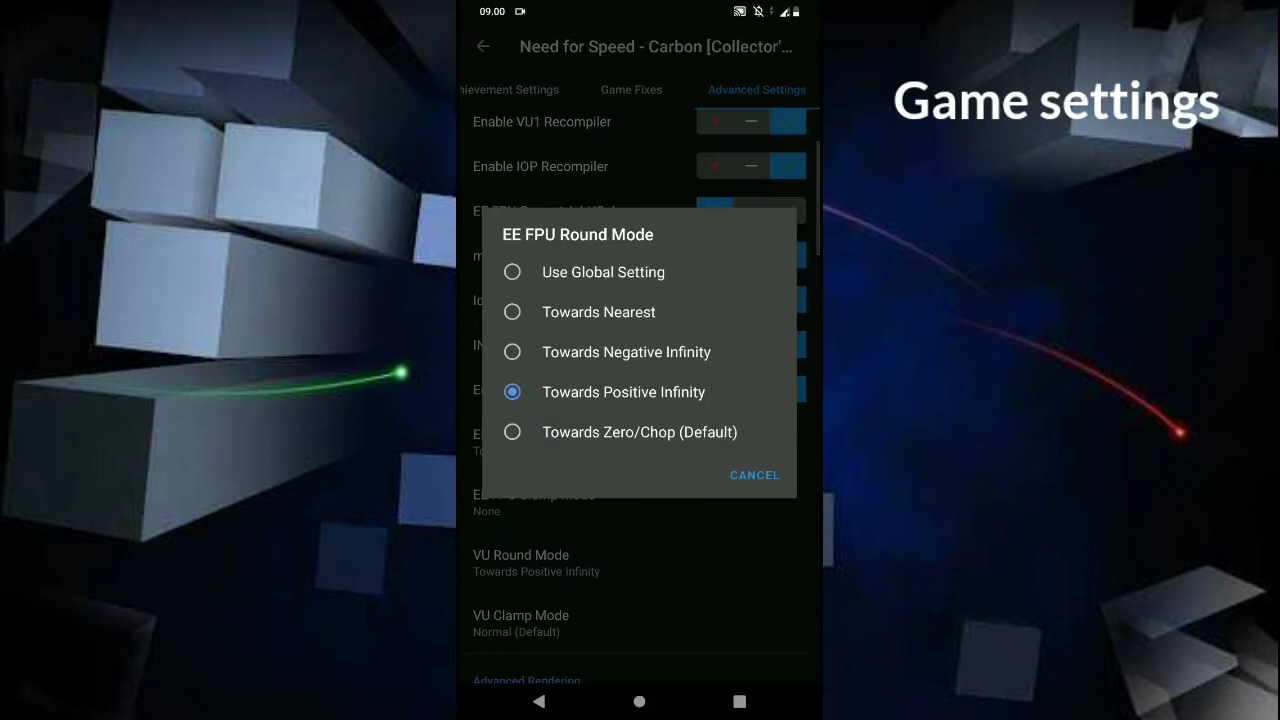 09.00
Need for Speed - Carbon [Collector'...
Game settings
hievement Settings
Game Fixes
Advanced Settings
Enable VU1 Recompiler
Enable IOP Recompiler
EE FPU Round Mode
Use Global Setting
Towards Nearest
Towards Negative Infinity
Towards Positive Infinity
Towards Zero/Chop (Default)
CANCEL
None
VU Round Mode
Towards Positive Infinity
VU Clamp Mode
Normal (Default)
Advanced Rendering